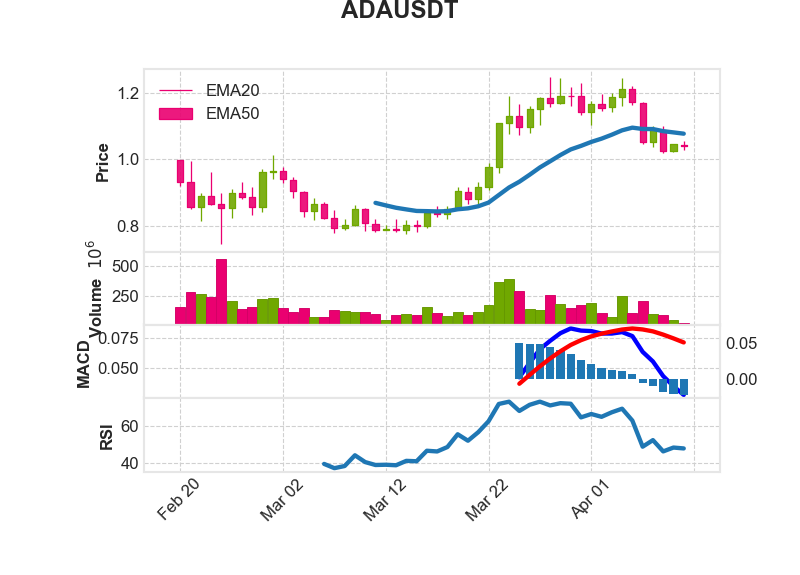 ADAUSDT
EMA20
EMA50
Price
1.2
1.0
0.8
Volume 10^6
500
250
MACD
0.075
0.050
0.05
0.00
RSI
60
40
Feb 20
Mar 02
Mar 12
Mar 22
Apr 01